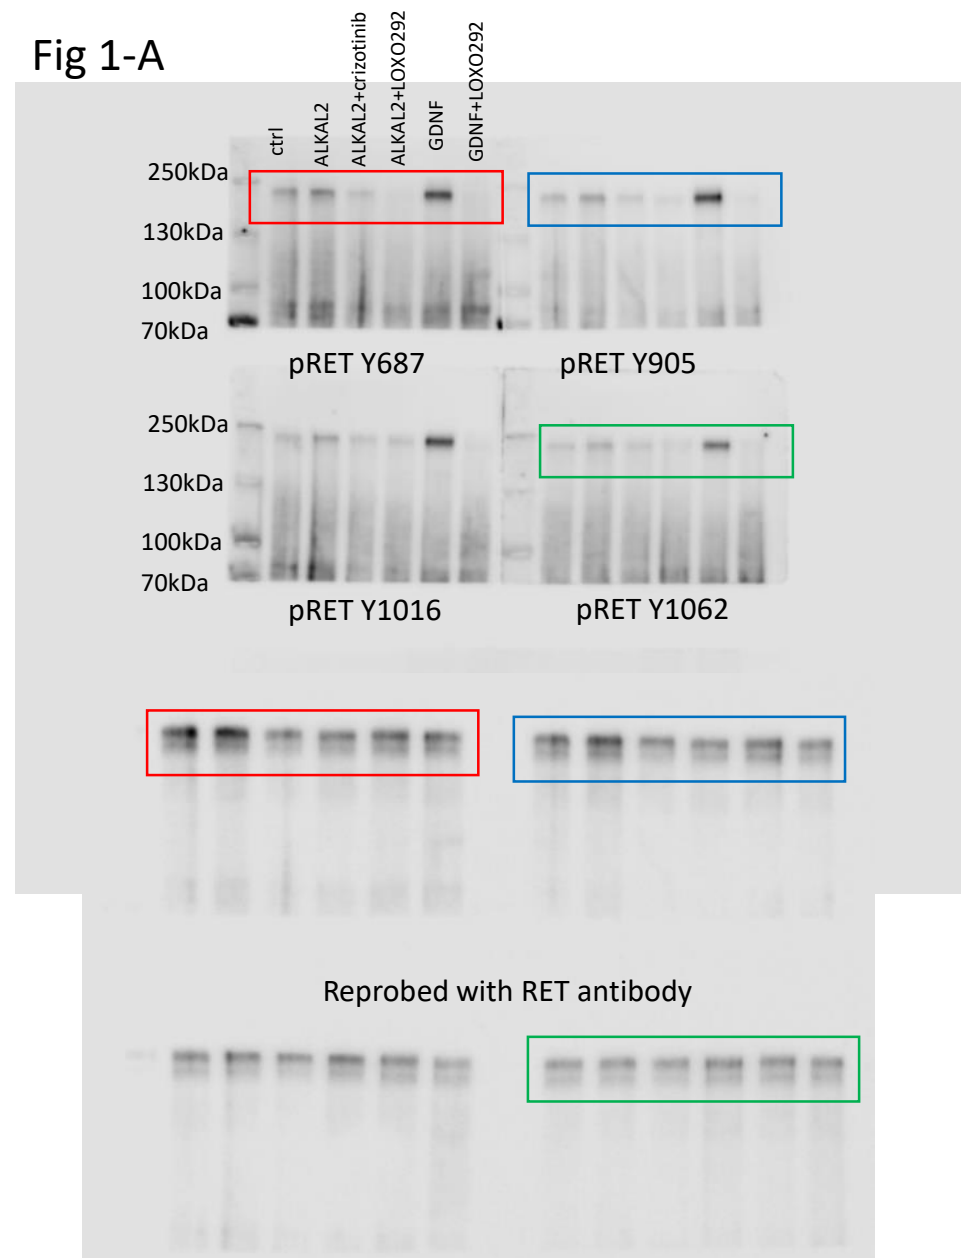 Fig 1-A
ctrl
ALKAL2
ALKAL2+crizotinib
ALKAL2+LOXO292
GDNF
GDNF+LOXO292
250kDa
130kDa
100kDa
70kDa
pRET Y687
pRET Y905
250kDa
130kDa
100kDa
70kDa
pRET Y1016
pRET Y1062
Reprobed with RET antibody